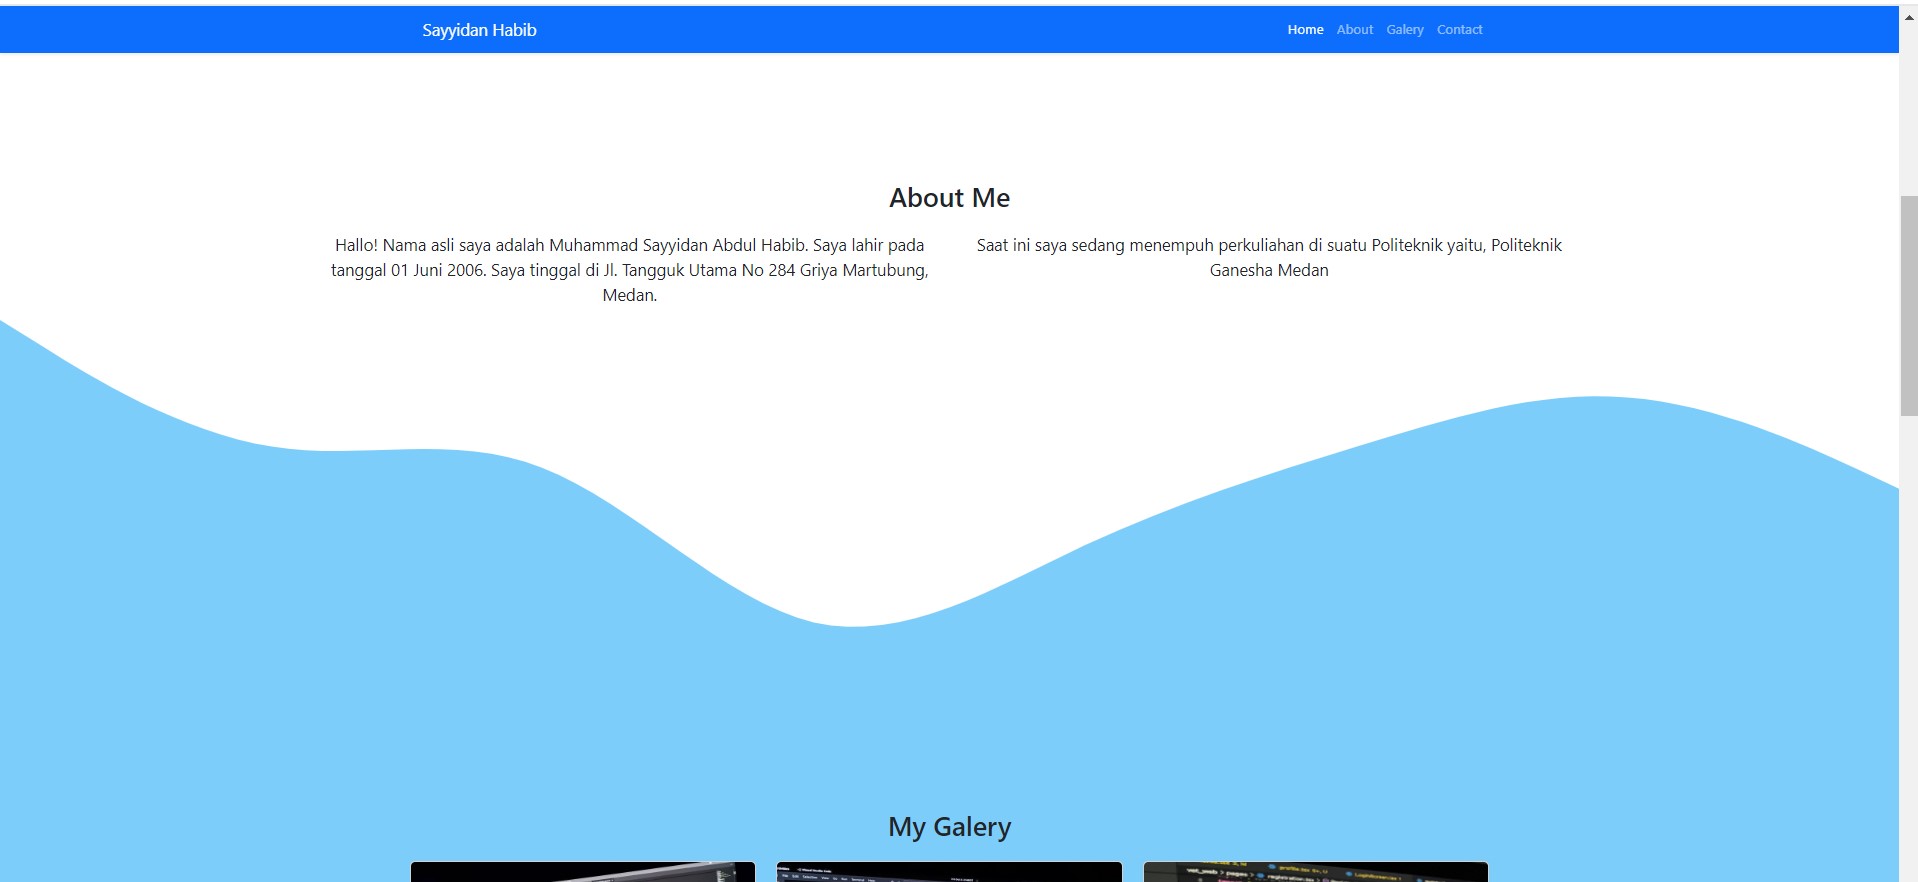 Sayyidan Habib
Home About Galery Contact
About Me
Hallo! Nama asli saya adalah Muhammad Sayyidan Abdul Habib. Saya lahir pada
tanggal 01 Juni 2006. Saya tinggal di Jl. Tangguk Utama No 284 Griya Martubung,
Medan.
Saat ini saya sedang menempuh perkuliahan di suatu Politeknik yaitu, Politeknik
Ganesha Medan
My Galery